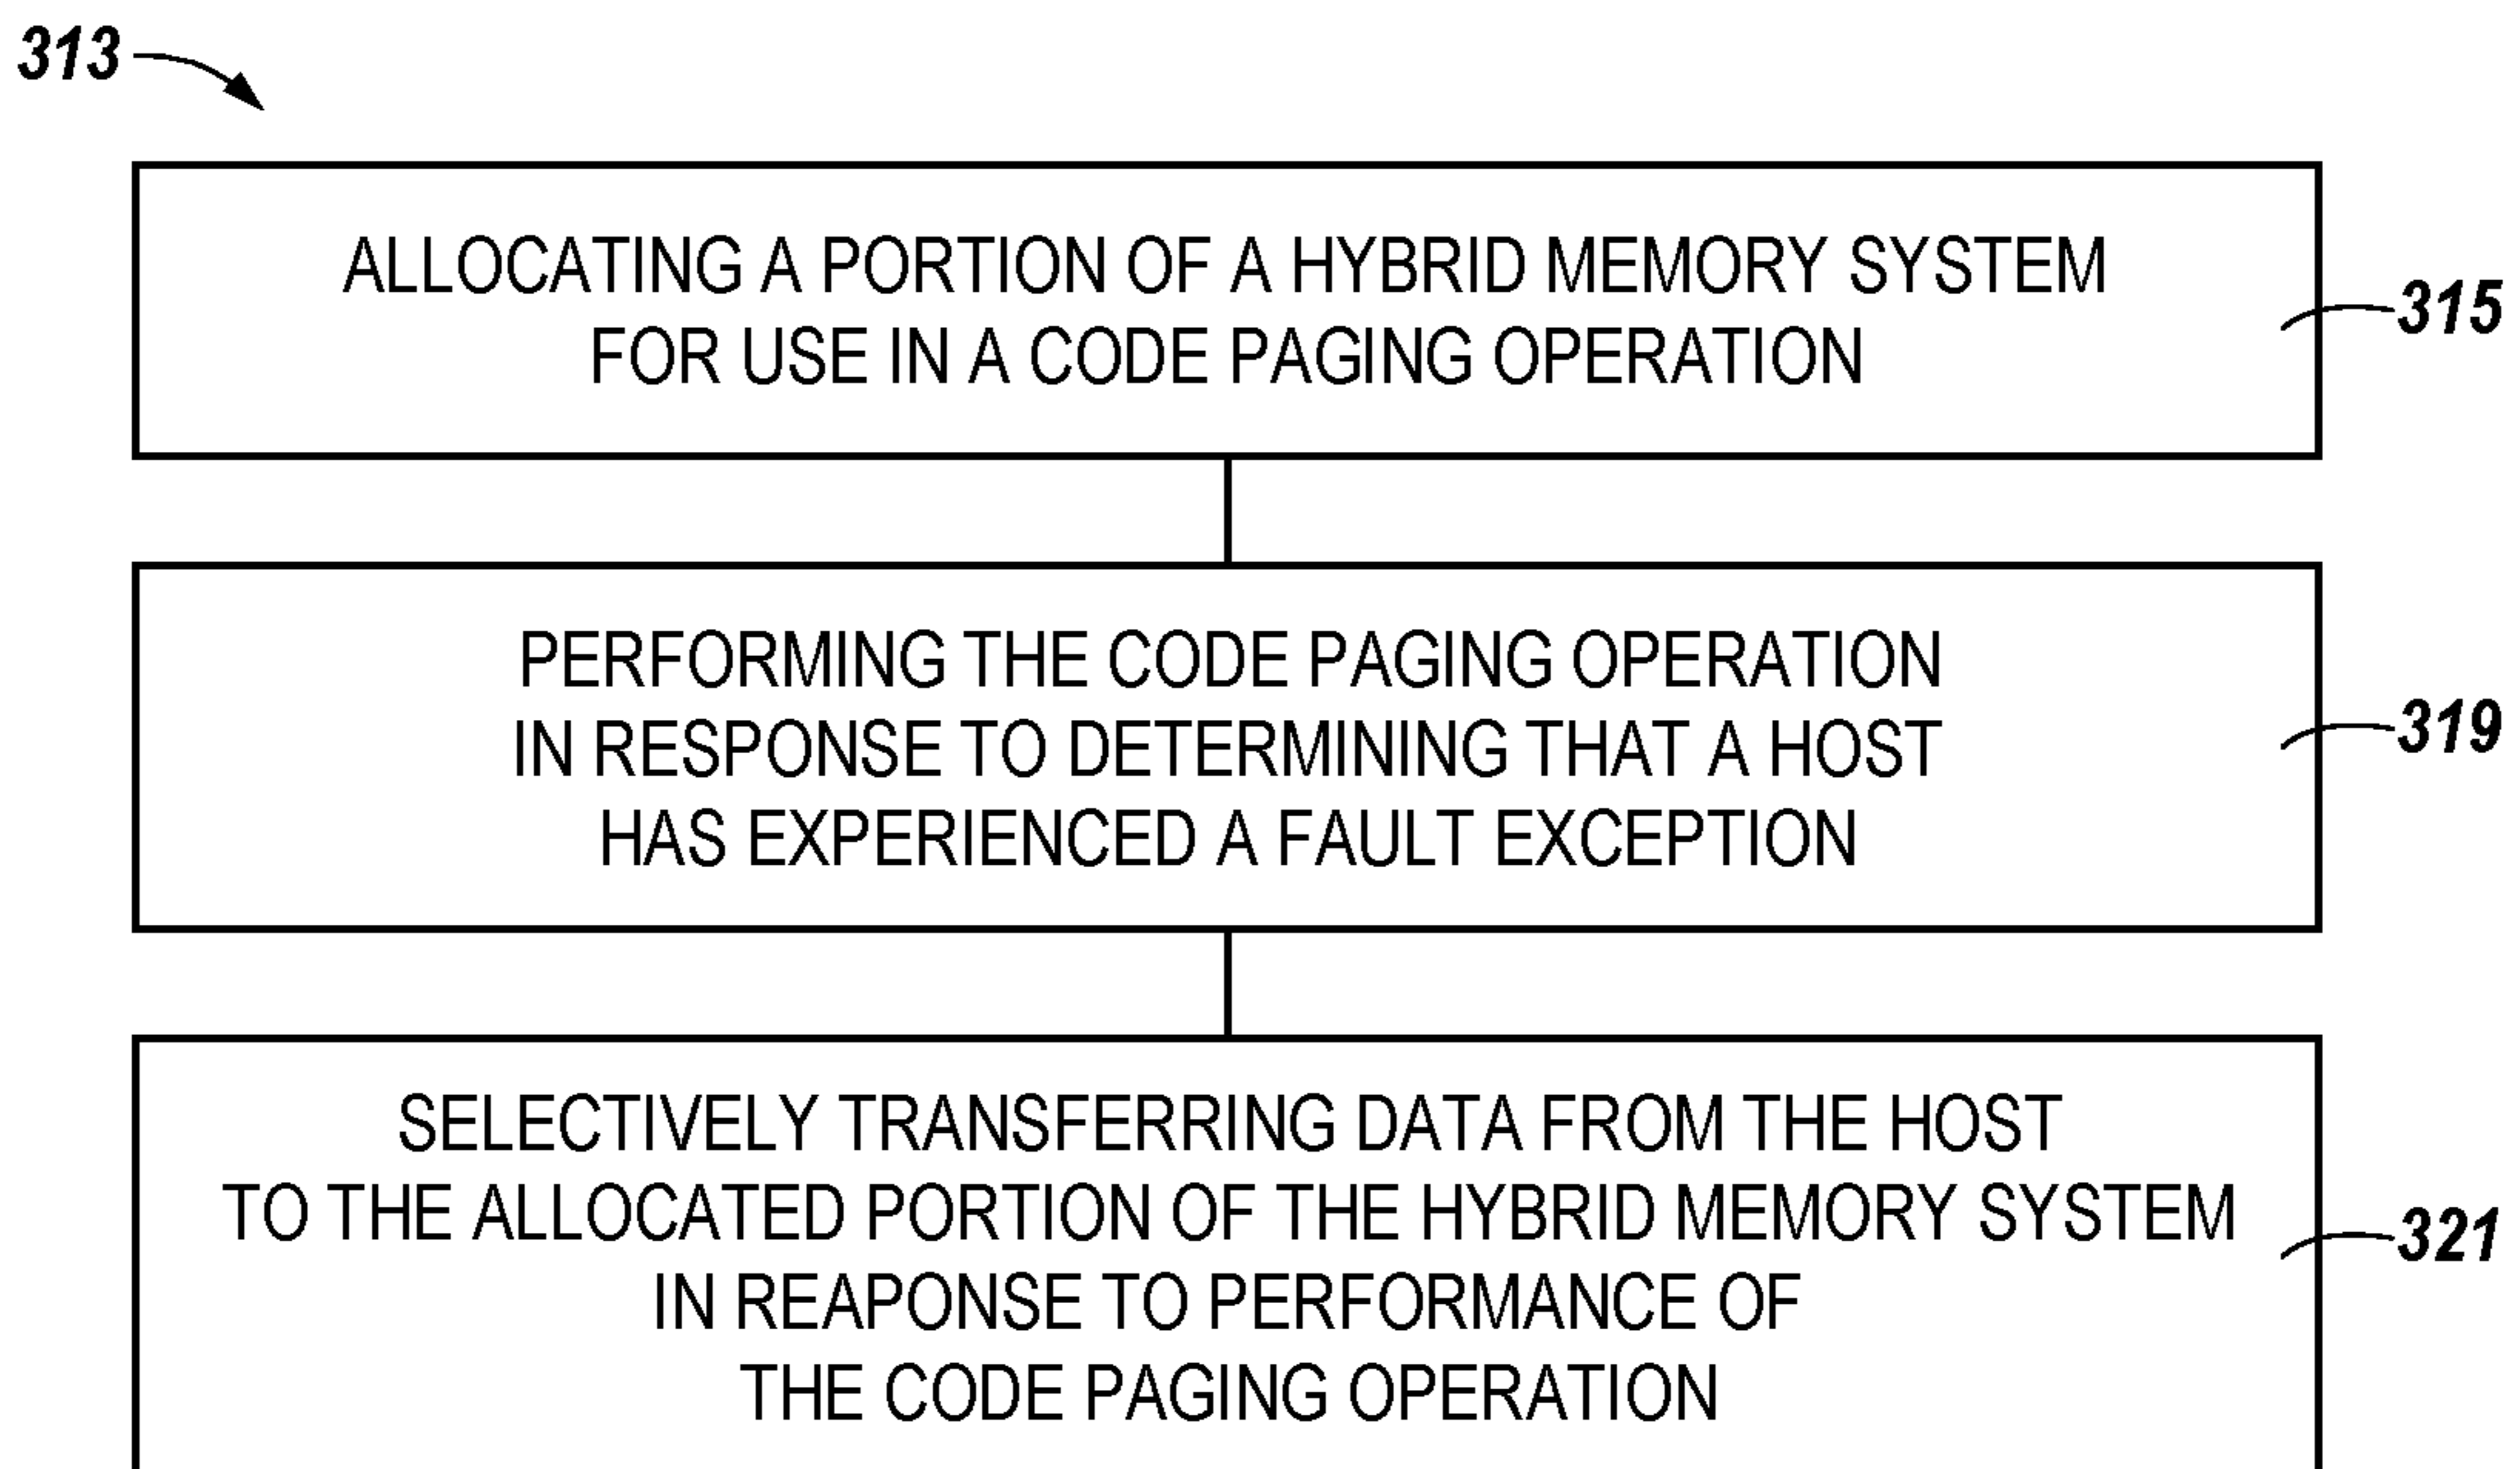 313
ALLOCATING A PORTION OF A HYBRID MEMORY SYSTEM
FOR USE IN A CODE PAGING OPERATION
315
PERFORMING THE CODE PAGING OPERATION
IN RESPONSE TO DETERMINING THAT A HOST
HAS EXPERIENCED A FAULT EXCEPTION
319
SELECTIVELY TRANSFERRING DATA FROM THE HOST
TO THE ALLOCATED PORTION OF THE HYBRID MEMORY SYSTEM
IN REAPONSE TO PERFORMANCE OF
THE CODE PAGING OPERATION
321